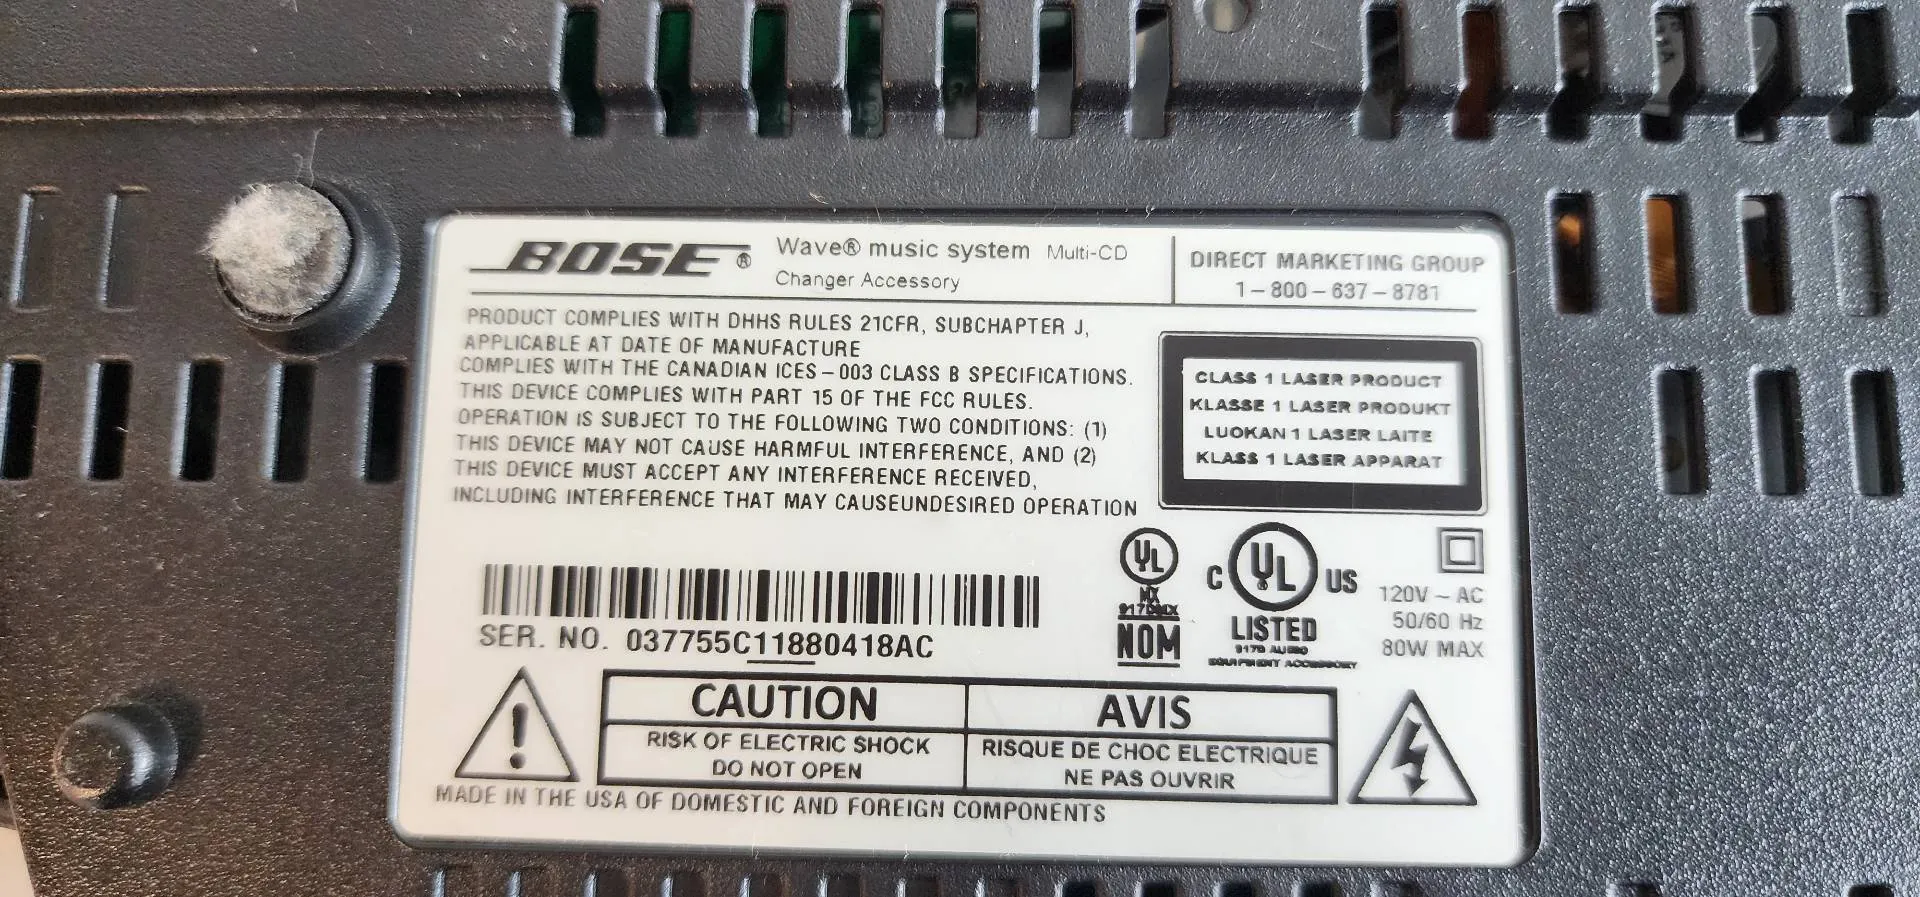 BOSE® Wave® music system Multi-CD
Changer Accessory
DIRECT MARKETING GROUP
1-800-637-8781
PRODUCT COMPLIES WITH DHHS RULES 21CFR, SUBCHAPTER J,
APPLICABLE AT DATE OF MANUFACTURE
COMPLIES WITH THE CANADIAN ICES-003 CLASS B SPECIFICATIONS.
THIS DEVICE COMPLIES WITH PART 15 OF THE FCC RULES.
OPERATION IS SUBJECT TO THE FOLLOWING TWO CONDITIONS: (1)
THIS DEVICE MAY NOT CAUSE HARMFUL INTERFERENCE, AND (2)
THIS DEVICE MUST ACCEPT ANY INTERFERENCE RECEIVED,
INCLUDING INTERFERENCE THAT MAY CAUSEUNDESIRED OPERATION
CLASS 1 LASER PRODUCT
KLASSE 1 LASER PRODUKT
LUOKAN 1 LASER LAITE
KLASS 1 LASER APPARAT
SER. NO. 037755C11880418AC
UL
MX
NOM
C UL® US
LISTED
EQUIPMENT ACCESSORY
120V ~ AC
50/60 Hz
80W MAX
CAUTION
RISK OF ELECTRIC SHOCK
DO NOT OPEN
AVIS
RISQUE DE CHOC ELECTRIQUE
NE PAS OUVRIR
MADE IN THE USA OF DOMESTIC AND FOREIGN COMPONENTS